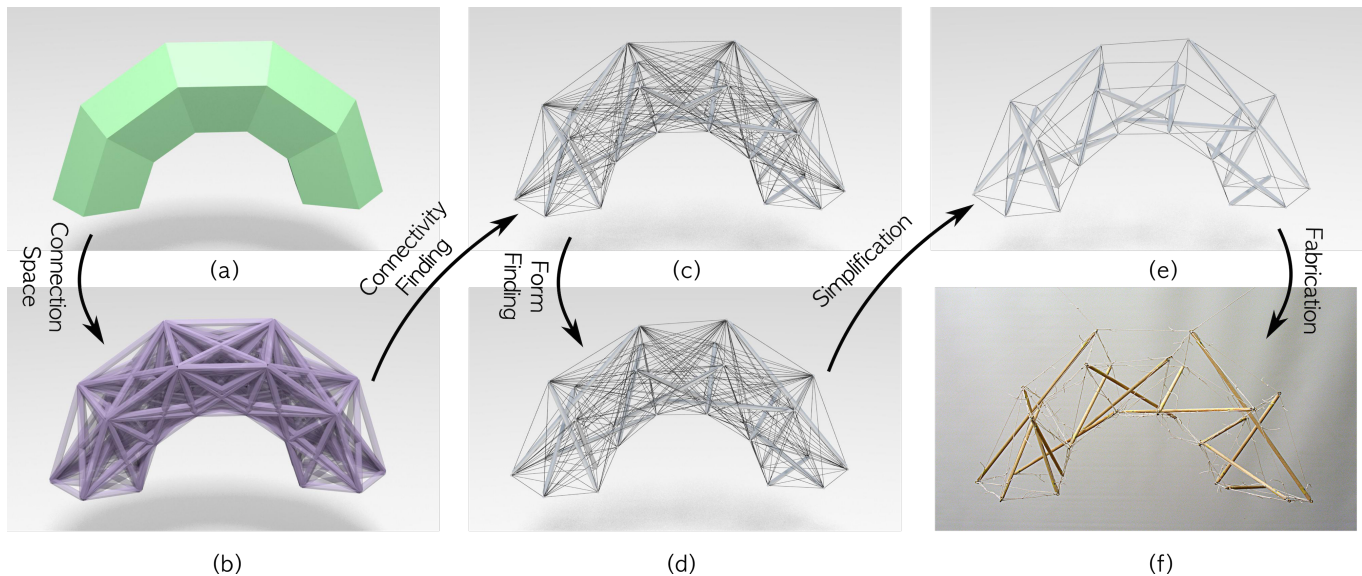 Connection
Space
(a)
Connectivity
Finding
(b)
(c)
Form
Finding
(d)
Simplification
(e)
Fabrication
(f)